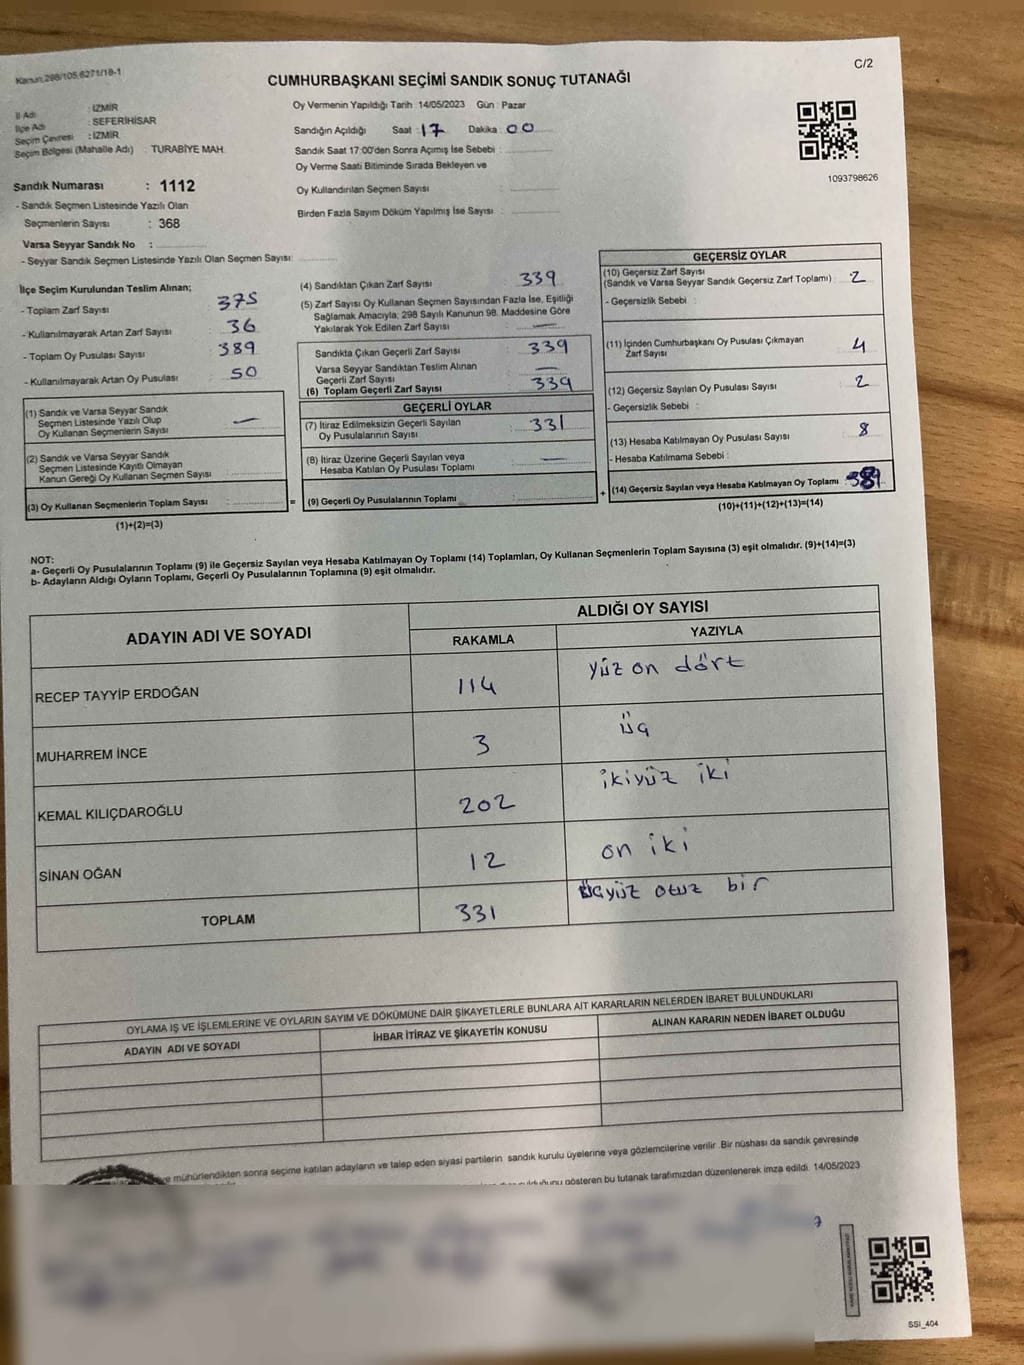 Kanun:298/105,6271/18-1
C/2
CUMHURBAŞKANI SEÇİMİ SANDIK SONUÇ TUTANAĞI
İl Adı : İZMİR
İlçe Adı : SEFERİHİSAR
Seçim Çevresi : İZMİR
Seçim Bölgesi (Mahalle Adı) : TURABİYE MAH.
Sandık Numarası : 1112
- Sandık Seçmen Listesinde Yazılı Olan
Seçmenlerin Sayısı : 368
Varsa Seyyar Sandık No :
- Seyyar Sandık Seçmen Listesinde Yazılı Olan Seçmen Sayısı:
Oy Vermenin Yapıldığı Tarih :14/05/2023 Gün : Pazar
Sandığın Açıldığı Saat : 17 Dakika : 00
Sandık Saat 17:00'den Sonra Açımış İse Sebebi :
Oy Verme Saati Bitiminde Sırada Bekleyen ve
Oy Kullandırılan Seçmen Sayısı :
Birden Fazla Sayım Döküm Yapılmış İse Sayısı :
1093798626
İlçe Seçim Kurulundan Teslim Alınan;
- Toplam Zarf Sayısı : 375
- Kullanılmayarak Artan Zarf Sayısı : 36
- Toplam Oy Pusulası Sayısı : 389
- Kullanılmayarak Artan Oy Pusulası : 50
(1) Sandık ve Varsa Seyyar Sandık
Seçmen Listesinde Yazılı Olup
Oy Kullanan Seçmenlerin Sayısı : —
(2) Sandık ve Varsa Seyyar Sandık
Seçmen Listesinde Kayıtlı Olmayan
Kanun Gereği Oy Kullanan Seçmen Sayısı :
(3) Oy Kullanan Seçmenlerin Toplam Sayısı :
(1)+(2)=(3)
(4) Sandıktan Çıkan Zarf Sayısı : 339
(5) Zarf Sayısı Oy Kullanan Seçmen Sayısından Fazla İse, Eşitliği
Sağlamak Amacıyla, 298 Sayılı Kanunun 98. Maddesine Göre
Yakılarak Yok Edilen Zarf Sayısı : —
Sandıkta Çıkan Geçerli Zarf Sayısı : 339
Varsa Seyyar Sandıktan Teslim Alınan
Geçerli Zarf Sayısı : —
(6) Toplam Geçerli Zarf Sayısı : 339
GEÇERLİ OYLAR
(7) İtiraz Edilmeksizin Geçerli Sayılan
Oy Pusulalarının Sayısı : 331
(8) İtiraz Üzerine Geçerli Sayılan veya
Hesaba Katılan Oy Pusulası Toplamı : —
= (9) Geçerli Oy Pusulalarının Toplamı :
GEÇERSİZ OYLAR
(10) Geçersiz Zarf Sayısı
(Sandık ve Varsa Seyyar Sandık Geçersiz Zarf Toplamı) : 2
- Geçersizlik Sebebi :
(11) İçinden Cumhurbaşkanı Oy Pusulası Çıkmayan
Zarf Sayısı : 4
(12) Geçersiz Sayılan Oy Pusulası Sayısı : 2
- Geçersizlik Sebebi :
(13) Hesaba Katılmayan Oy Pusulası Sayısı : 8
- Hesaba Katılmama Sebebi :
+ (14) Geçersiz Sayılan veya Hesaba Katılmayan Oy Toplamı :
(10)+(11)+(12)+(13)=(14)
NOT:
a- Geçerli Oy Pusulalarının Toplamı (9) ile Geçersiz Sayılan veya Hesaba Katılmayan Oy Toplamı (14) Toplamları, Oy Kullanan Seçmenlerin Toplam Sayısına (3) eşit olmalıdır. (9)+(14)=(3)
b- Adayların Aldığı Oyların Toplamı, Geçerli Oy Pusulalarının Toplamına (9) eşit olmalıdır.
ADAYIN ADI VE SOYADI
ALDIĞI OY SAYISI
RAKAMLA YAZIYLA
RECEP TAYYİP ERDOĞAN 114 yüz on dört
MUHARREM İNCE 3 üç
KEMAL KILIÇDAROĞLU 202 ikiyüz iki
SİNAN OĞAN 12 on iki
TOPLAM 331 üçyüz otuz bir
OYLAMA İŞ VE İŞLEMLERİNE VE OYLARIN SAYIM VE DÖKÜMÜNE DAİR ŞİKAYETLERLE BUNLARA AİT KARARLARIN NELERDEN İBARET BULUNDUKLARI
ADAYIN ADI VE SOYADI İHBAR İTİRAZ VE ŞİKAYETİN KONUSU ALINAN KARARIN NEDEN İBARET OLDUĞU
ve mühürlendikten sonra seçime katılan adayların ve talep eden siyasi partilerin sandık kurulu üyelerine veya gözlemcilerine verilir .Bir nüshası da sandık çevresinde
gösteren bu tutanak tarafımızdan düzenlenerek imza edildi. 14/05/2023
SSİ_404